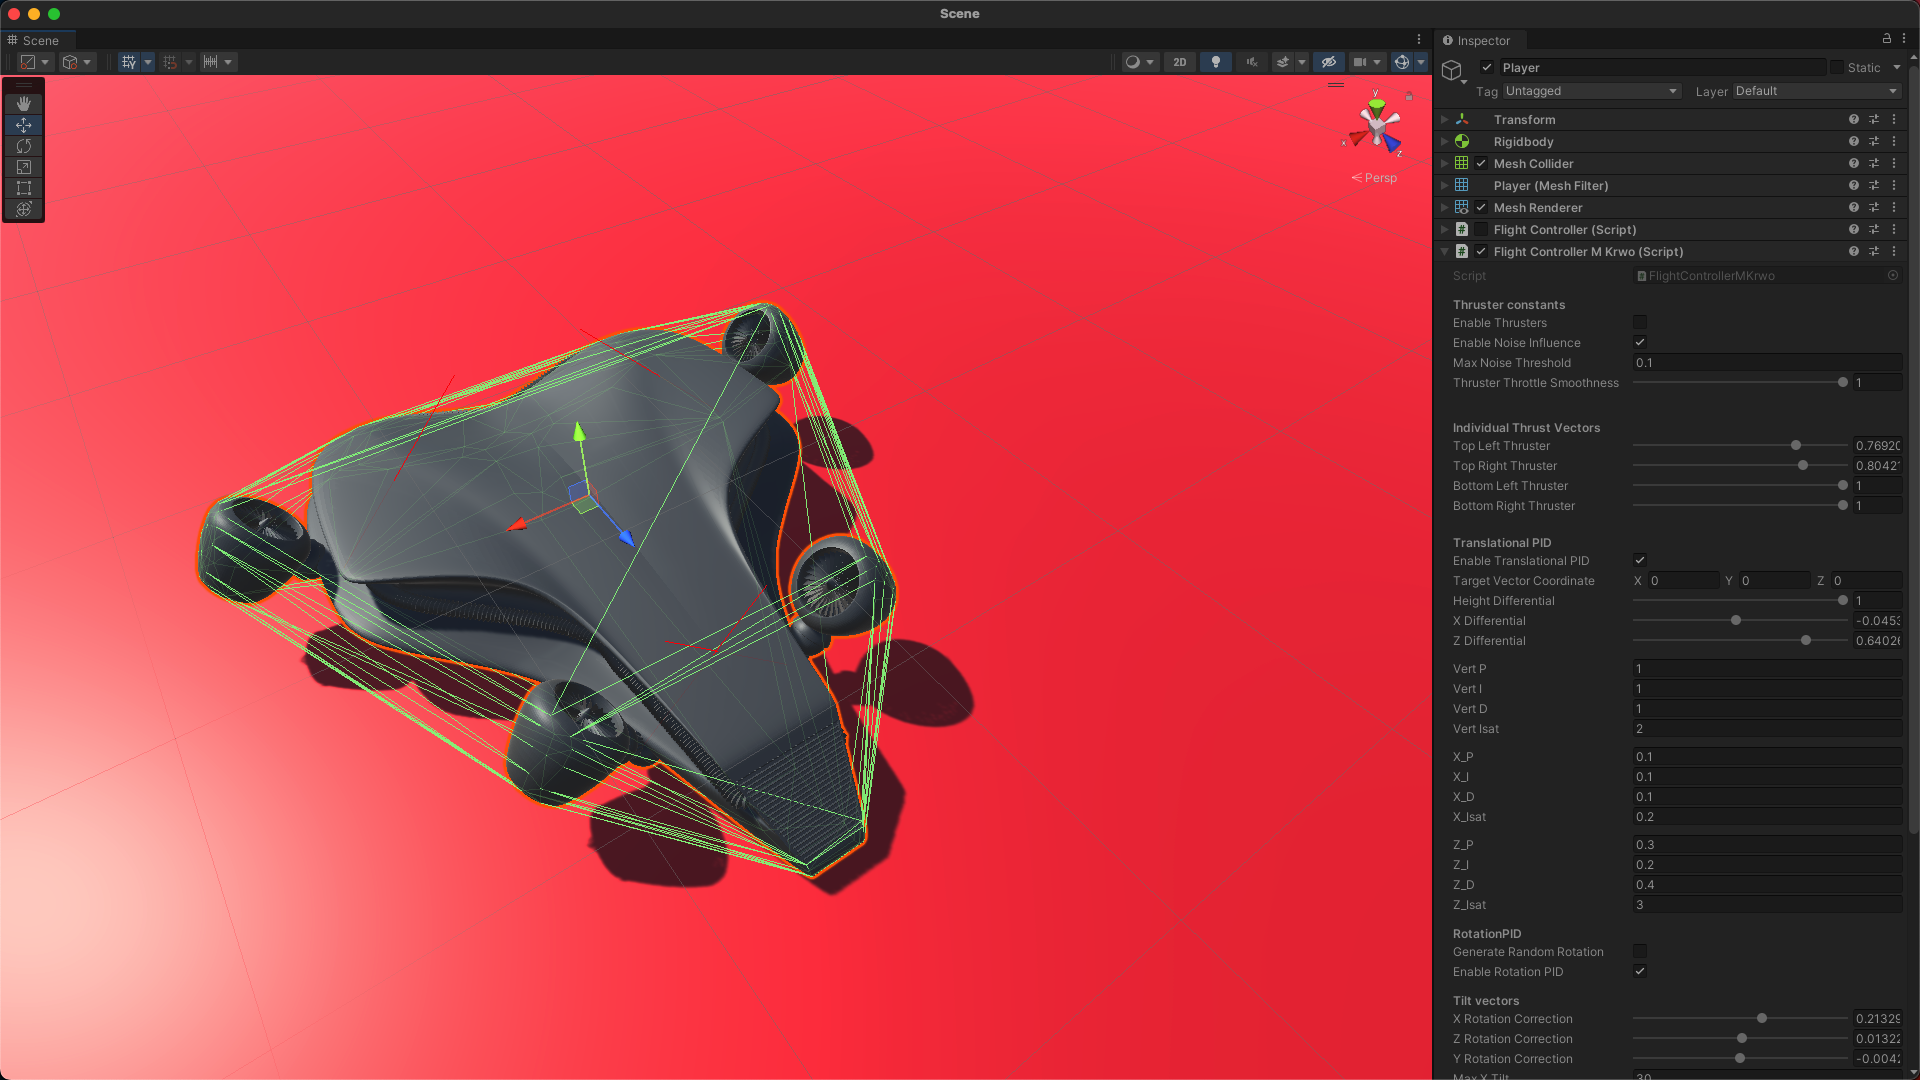 Scene
Scene
2D
y
x
z
Persp
Inspector
Player
Static
Tag
Untagged
Layer
Default
Transform
Rigidbody
Mesh Collider
Player (Mesh Filter)
Mesh Renderer
Flight Controller (Script)
Flight Controller M Krwo (Script)
Script
FlightControllerMKrwo
Thruster constants
Enable Thrusters
Enable Noise Influence
Max Noise Threshold 0.1
Thruster Throttle Smoothness 1
Individual Thrust Vectors
Top Left Thruster 0.7692
Top Right Thruster 0.8042
Bottom Left Thruster 1
Bottom Right Thruster 1
Translational PID
Enable Translational PID
Target Vector Coordinate X 0 Y 0 Z 0
Height Differential 1
X Differential -0.045
Z Differential 0.6402
Vert P 1
Vert I 1
Vert D 1
Vert Isat 2
X_P 0.1
X_I 0.1
X_D 0.1
X_Isat 0.2
Z_P 0.3
Z_I 0.2
Z_D 0.4
Z_Isat 3
RotationPID
Generate Random Rotation
Enable Rotation PID
Tilt vectors
X Rotation Correction 0.2132
Z Rotation Correction 0.0132
Y Rotation Correction -0.004
Max X Tilt 30